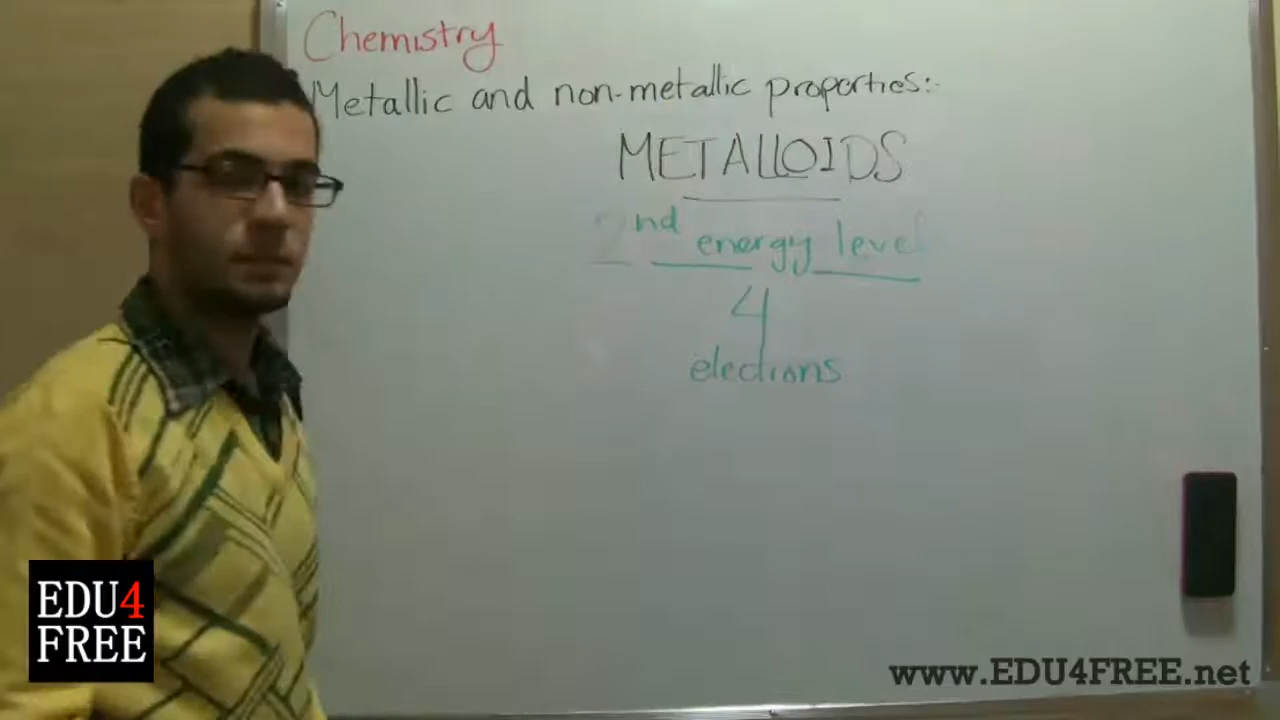 Chemistry
Metallic and non-metallic properties:-
METALLOIDS
2nd energy level
4
electrons
EDU4
FREE
www.EDU4FREE.net